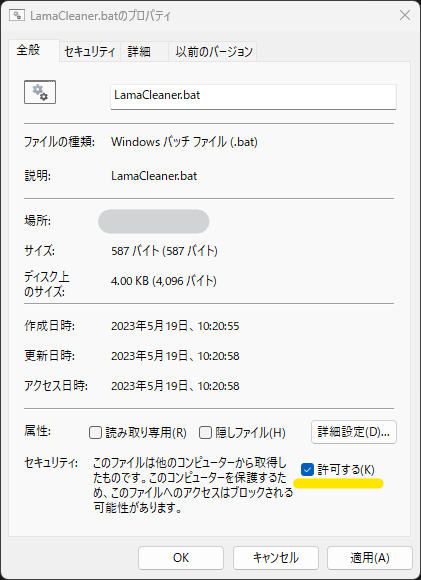 LamaCleaner.batのプロパティ
全般 セキュリティ 詳細 以前のバージョン
LamaCleaner.bat
ファイルの種類: Windows バッチ ファイル (.bat)
説明: LamaCleaner.bat
場所:
サイズ: 587 バイト (587 バイト)
ディスク上
のサイズ: 4.00 KB (4,096 バイト)
作成日時: 2023年5月19日、10:20:55
更新日時: 2023年5月19日、10:20:58
アクセス日時: 2023年5月19日、10:20:58
属性: 読み取り専用(R) 隠しファイル(H) 詳細設定(D)...
セキュリティ: このファイルは他のコンピューターから取得し
たものです。このコンピューターを保護するた
め、このファイルへのアクセスはブロックされる
可能性があります。
許可する(K)
OK キャンセル 適用(A)